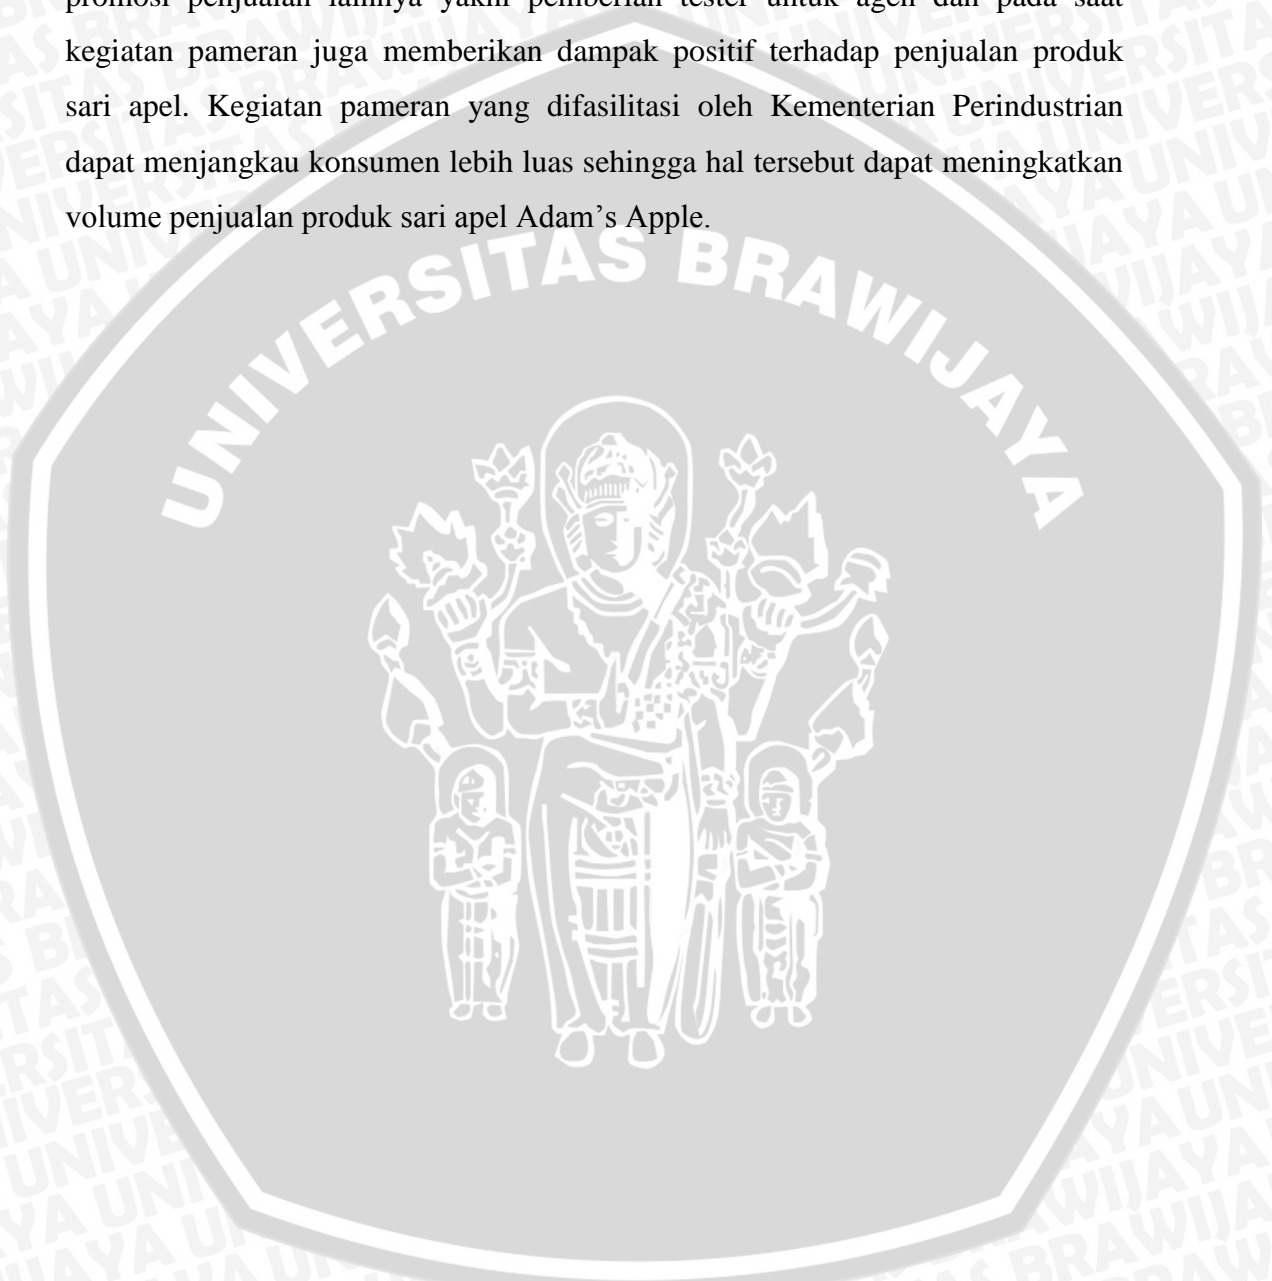 promosi penjualan lainnya yakni pemberian tester untuk agen dan pada saat
kegiatan pameran juga memberikan dampak positif terhadap penjualan produk
sari apel. Kegiatan pameran yang difasilitasi oleh Kementerian Perindustrian
dapat menjangkau konsumen lebih luas sehingga hal tersebut dapat meningkatkan
volume penjualan produk sari apel Adam’s Apple.
UNIVERSITAS BRAWIJAYA